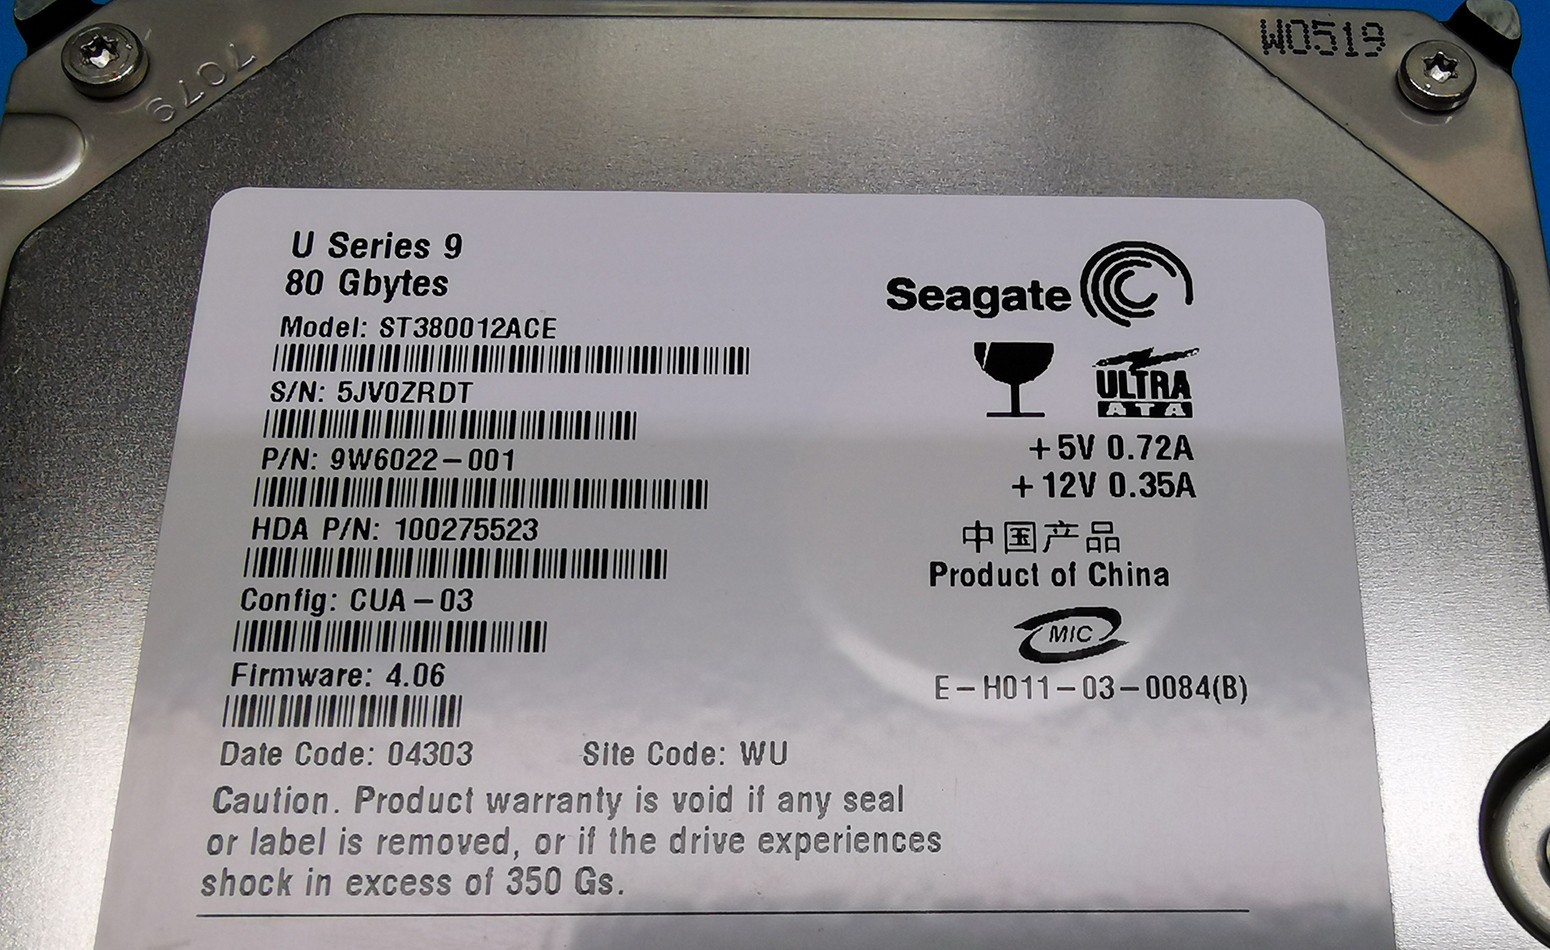 7079
W0519
U Series 9
80 Gbytes
Model: ST380012ACE
S/N: 5JV0ZRDT
P/N: 9W6022-001
HDA P/N: 100275523
Config: CUA-03
Firmware: 4.06
Date Code: 04303 Site Code: WU
Caution. Product warranty is void if any seal
or label is removed, or if the drive experiences
shock in excess of 350 Gs.
Seagate
ULTRA
ATA
+5V 0.72A
+12V 0.35A
中国产品
Product of China
MIC
E-H011-03-0084(B)